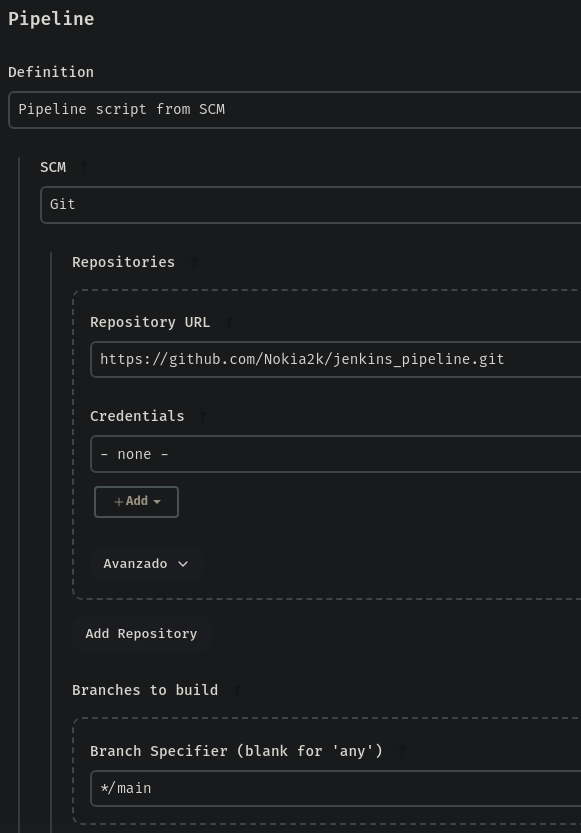 Pipeline
Definition
Pipeline script from SCM
SCM ?
Git
Repositories ?
Repository URL ?
https://github.com/Nokia2k/jenkins_pipeline.git
Credentials ?
- none -
+Add
Avanzado
Add Repository
Branches to build ?
Branch Specifier (blank for 'any') ?
*/main